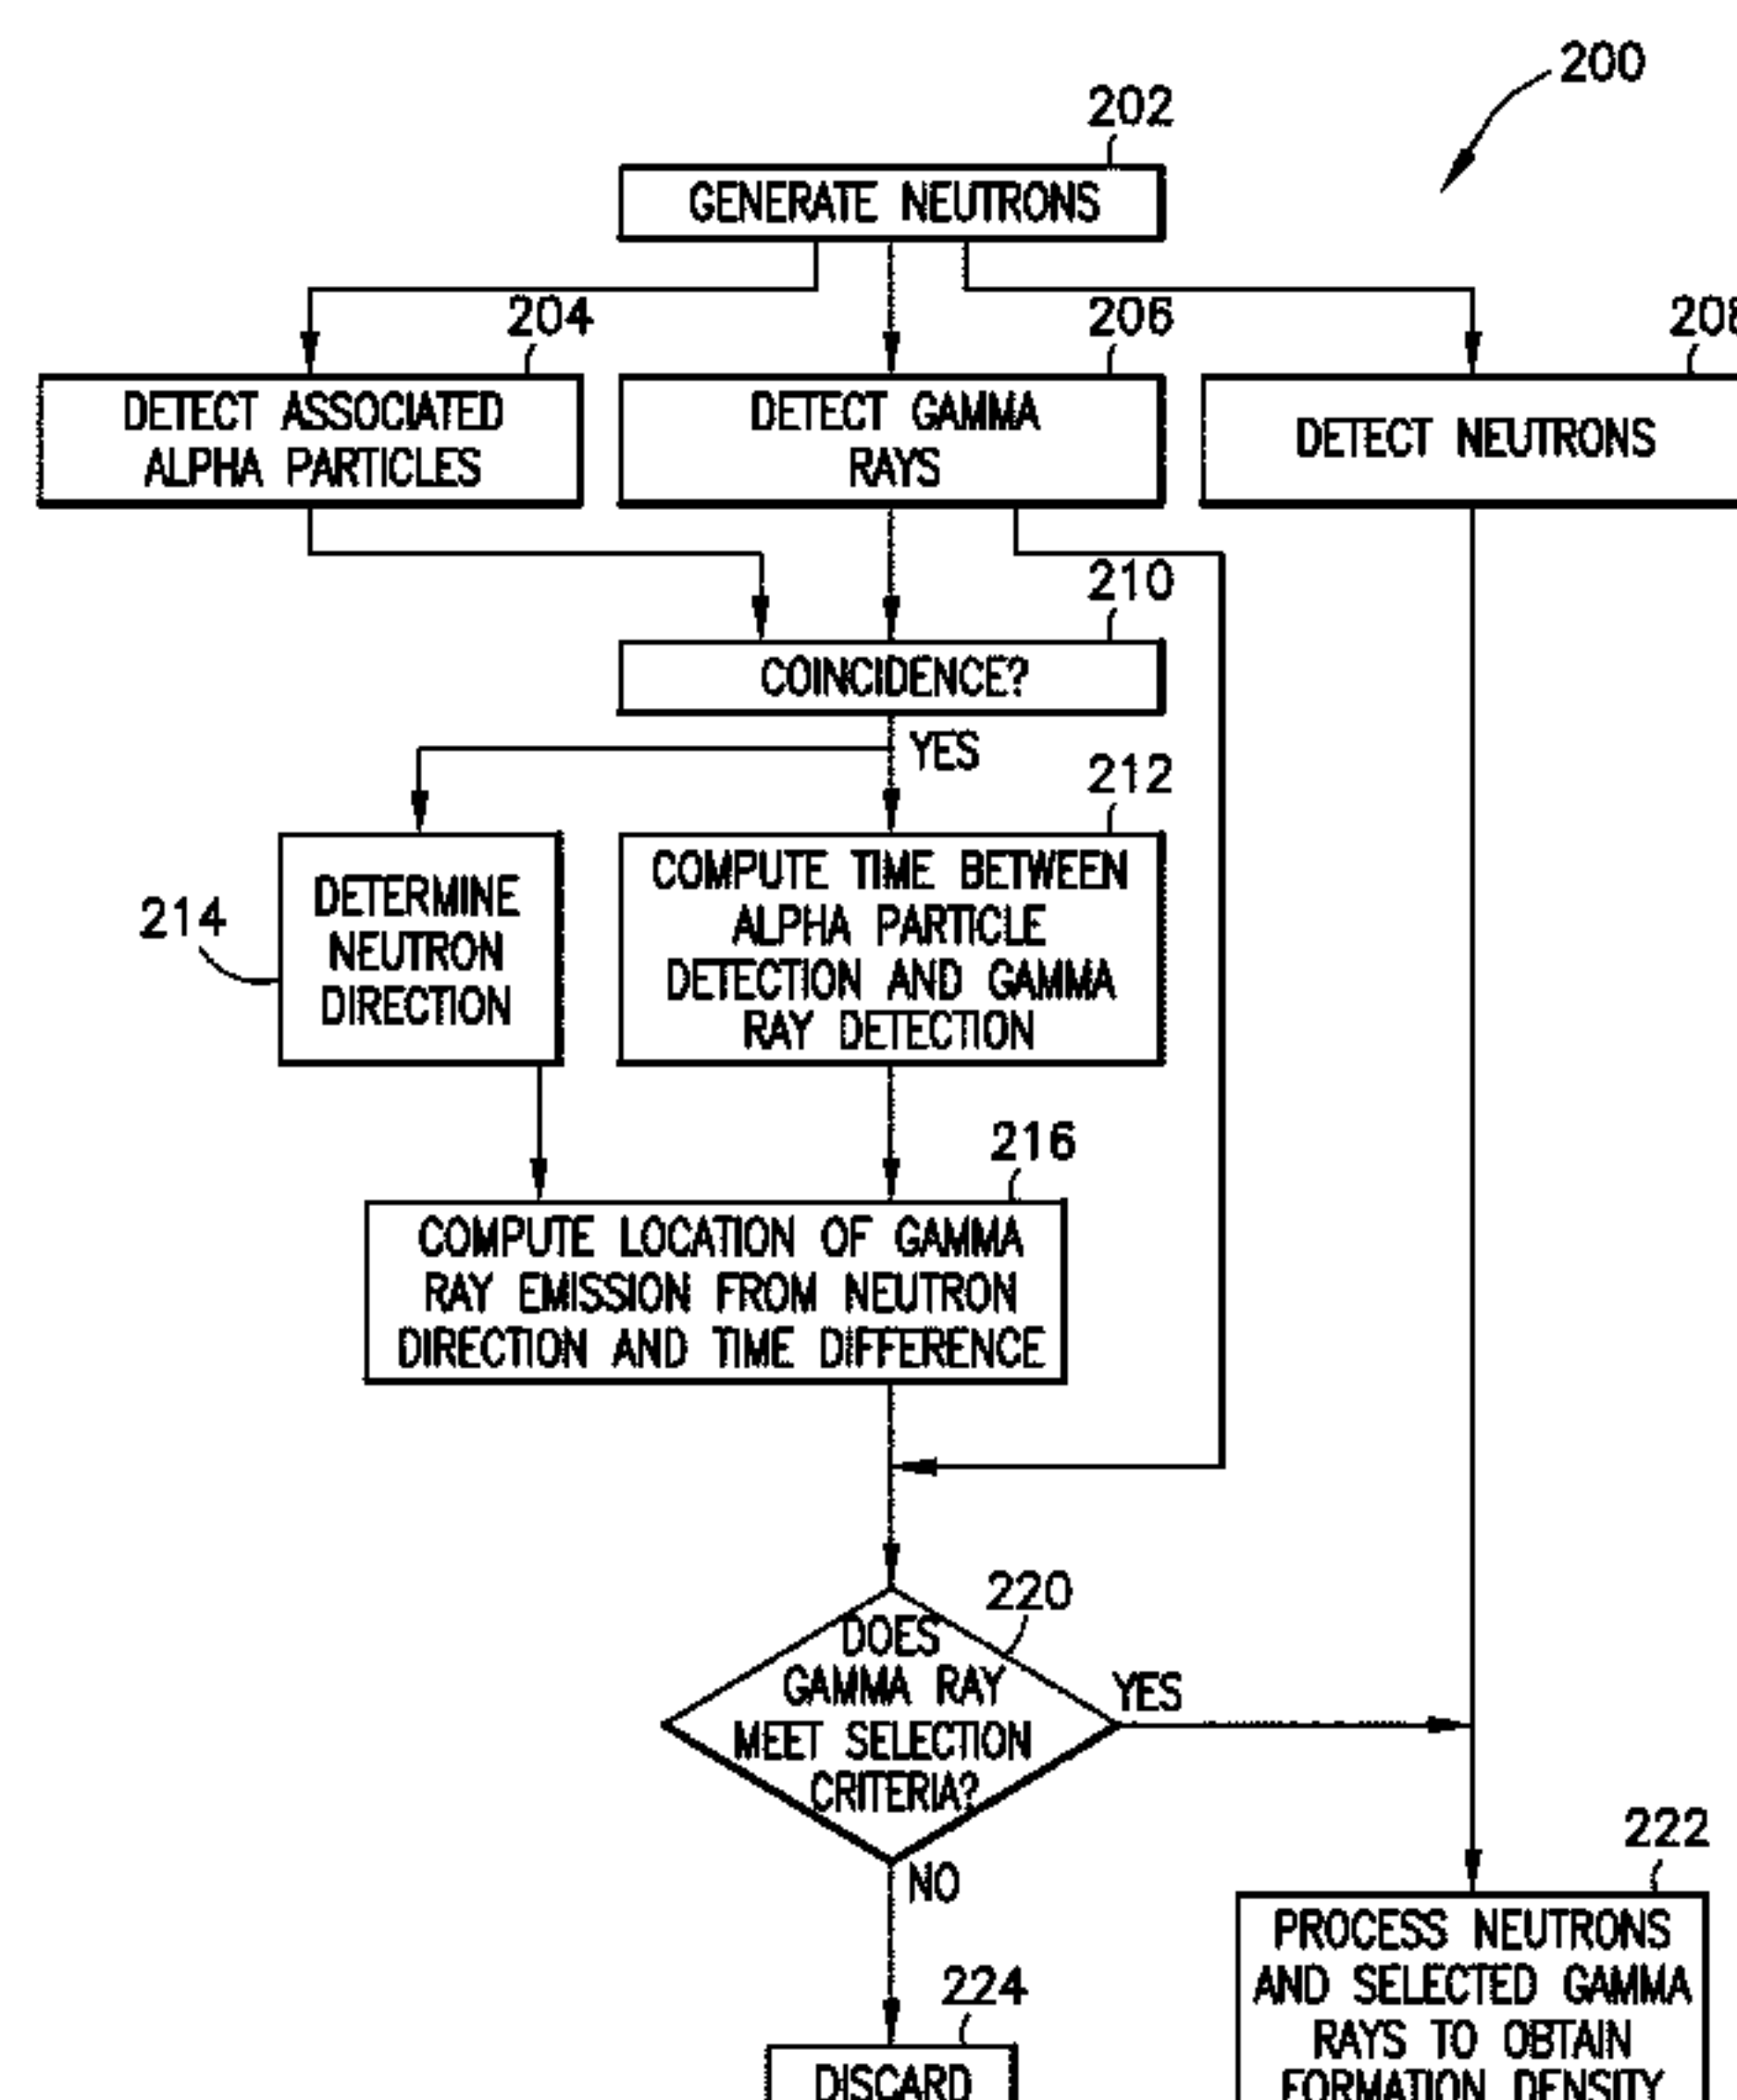 200
202
GENERATE NEUTRONS
204
206
DETECT ASSOCIATED
ALPHA PARTICLES
DETECT GAMMA
RAYS
DETECT NEUTRONS
210
COINCIDENCE?
YES
212
214
DETERMINE
NEUTRON
DIRECTION
COMPUTE TIME BETWEEN
ALPHA PARTICLE
DETECTION AND GAMMA
RAY DETECTION
216
COMPUTE LOCATION OF GAMMA
RAY EMISSION FROM NEUTRON
DIRECTION AND TIME DIFFERENCE
220
DOES
GAMMA RAY
MEET SELECTION
CRITERIA?
YES
NO
222
PROCESS NEUTRONS
AND SELECTED GAMMA
RAYS TO OBTAIN
FORMATION DENSITY
224
DISCARD